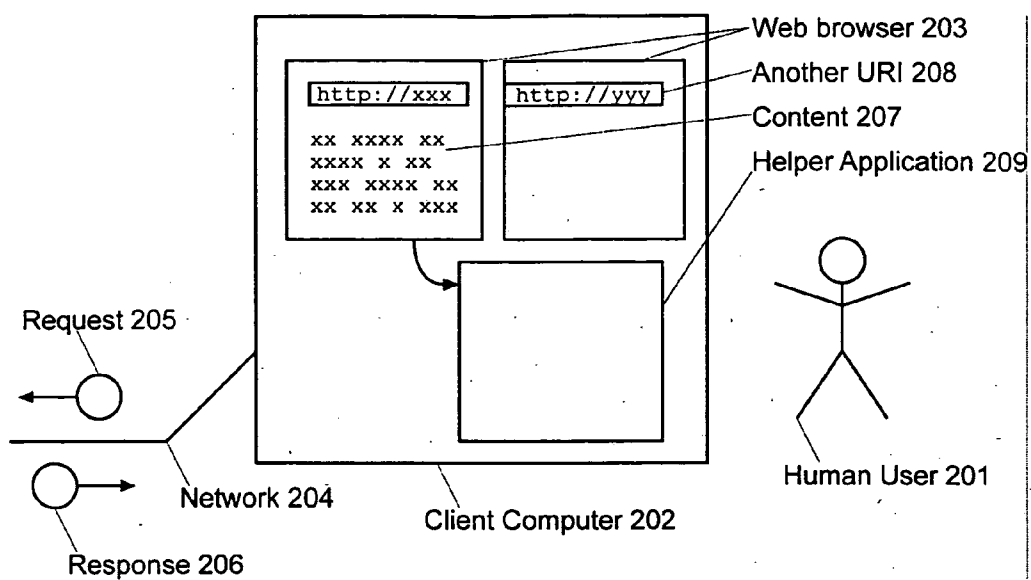 Web browser 203
Another URI 208
Content 207
Helper Application 209
http://xxx
http://yyy
xx xxxx xx
xxxx x xx
xxx xxxx xx
xx xx x xxx
Request 205
Network 204
Response 206
Client Computer 202
Human User 201